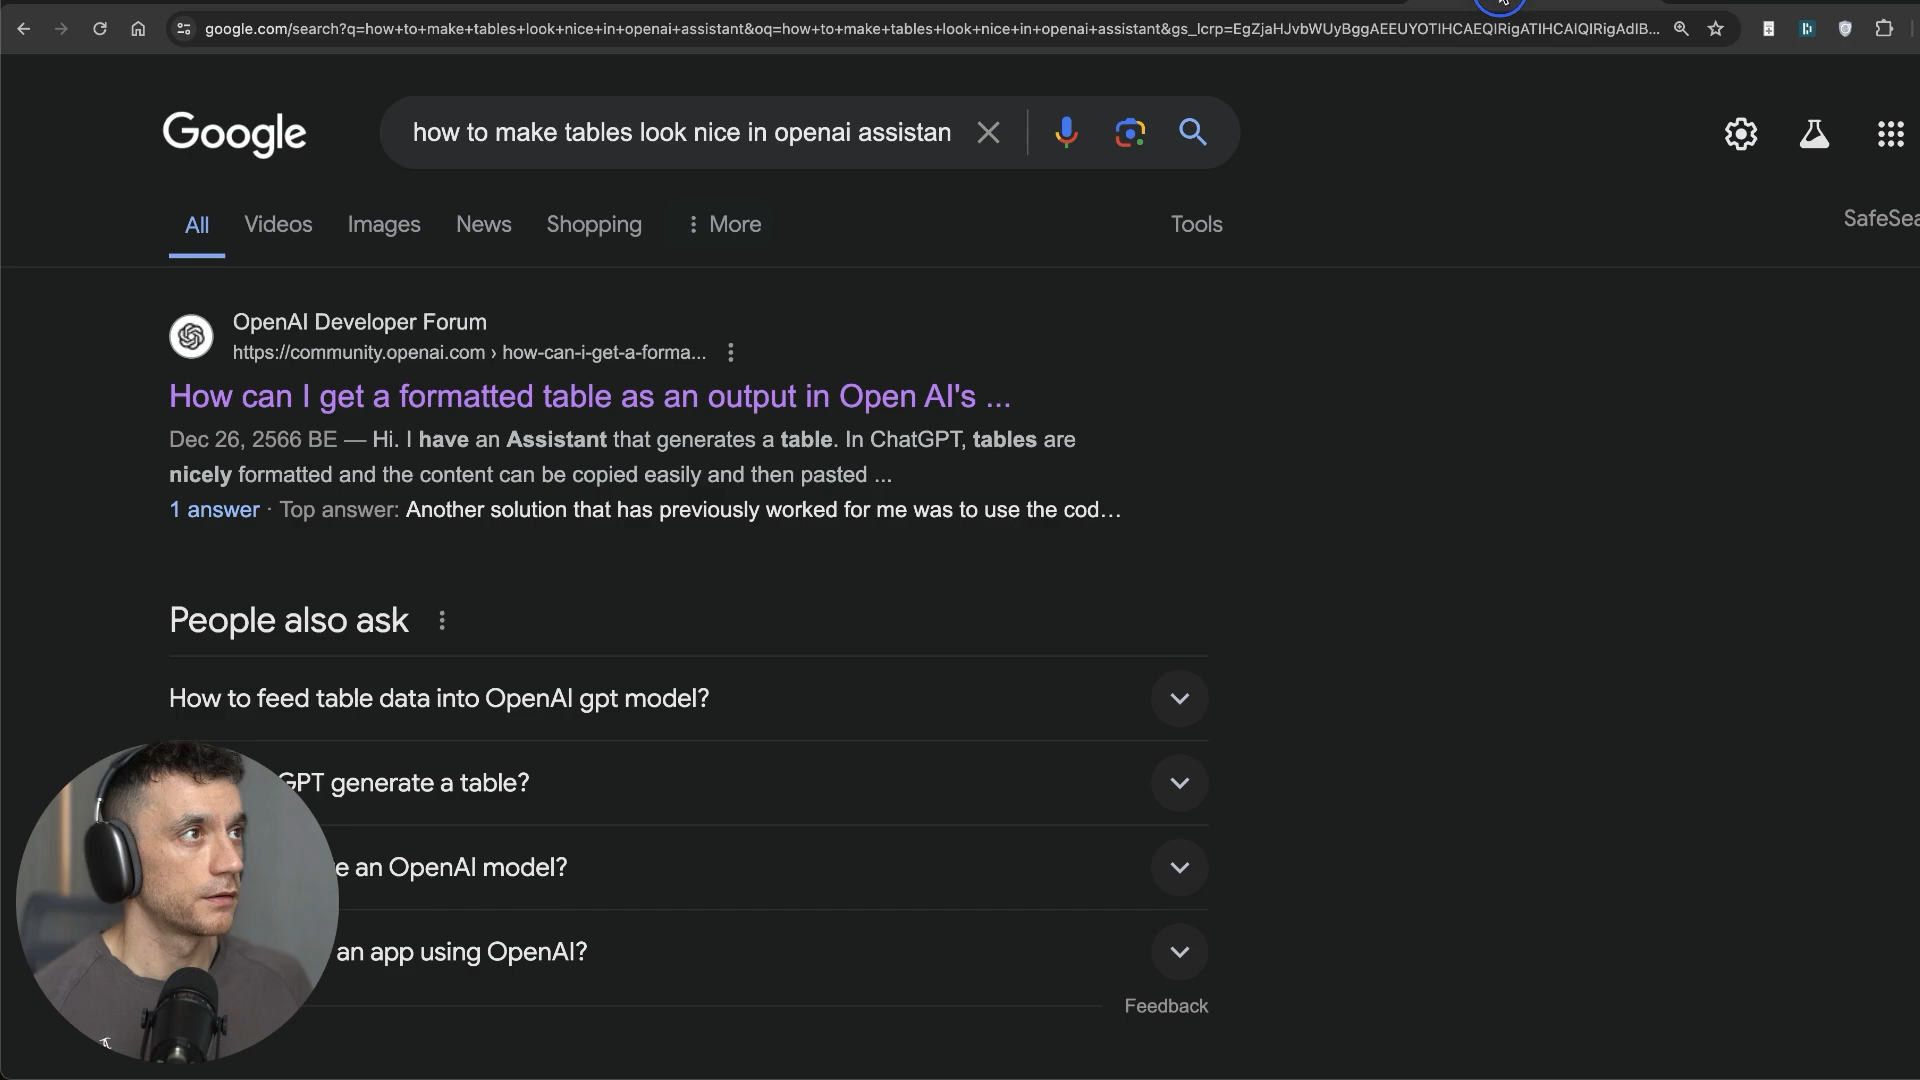 google.com/search?q=how+to+make+tables+look+nice+in+openai+assistant&oq=how+to+make+tables+look+nice+in+openai+assistant&gs_lcrp=EgZjaHJvbWUyBggAEEUYOTIHCAEQIRigATIHCAIQIRigAdIB...
Google
how to make tables look nice in openai assistan
All
Videos
Images
News
Shopping
More
Tools
SafeSea
OpenAI Developer Forum
https://community.openai.com › how-can-i-get-a-forma...
How can I get a formatted table as an output in Open AI's ...
Dec 26, 2566 BE — Hi. I have an Assistant that generates a table. In ChatGPT, tables are
nicely formatted and the content can be copied easily and then pasted ...
1 answer · Top answer: Another solution that has previously worked for me was to use the cod...
People also ask
How to feed table data into OpenAI gpt model?
GPT generate a table?
e an OpenAI model?
an app using OpenAI?
Feedback